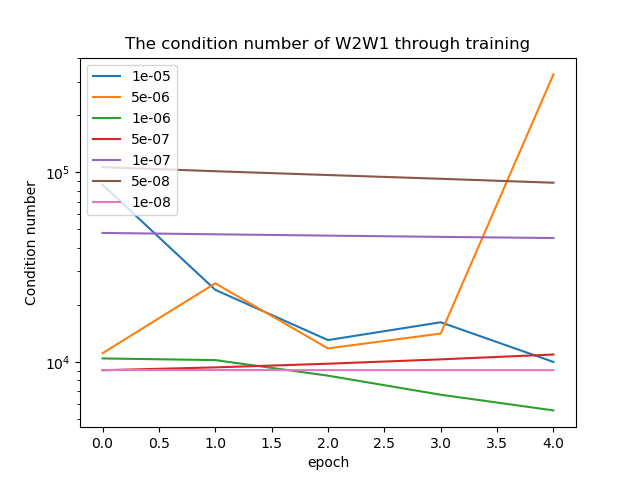 The condition number of W2W1 through training
1e-05
5e-06
1e-06
5e-07
1e-07
5e-08
1e-08
Condition number
10^5
10^4
0.0 0.5 1.0 1.5 2.0 2.5 3.0 3.5 4.0
epoch